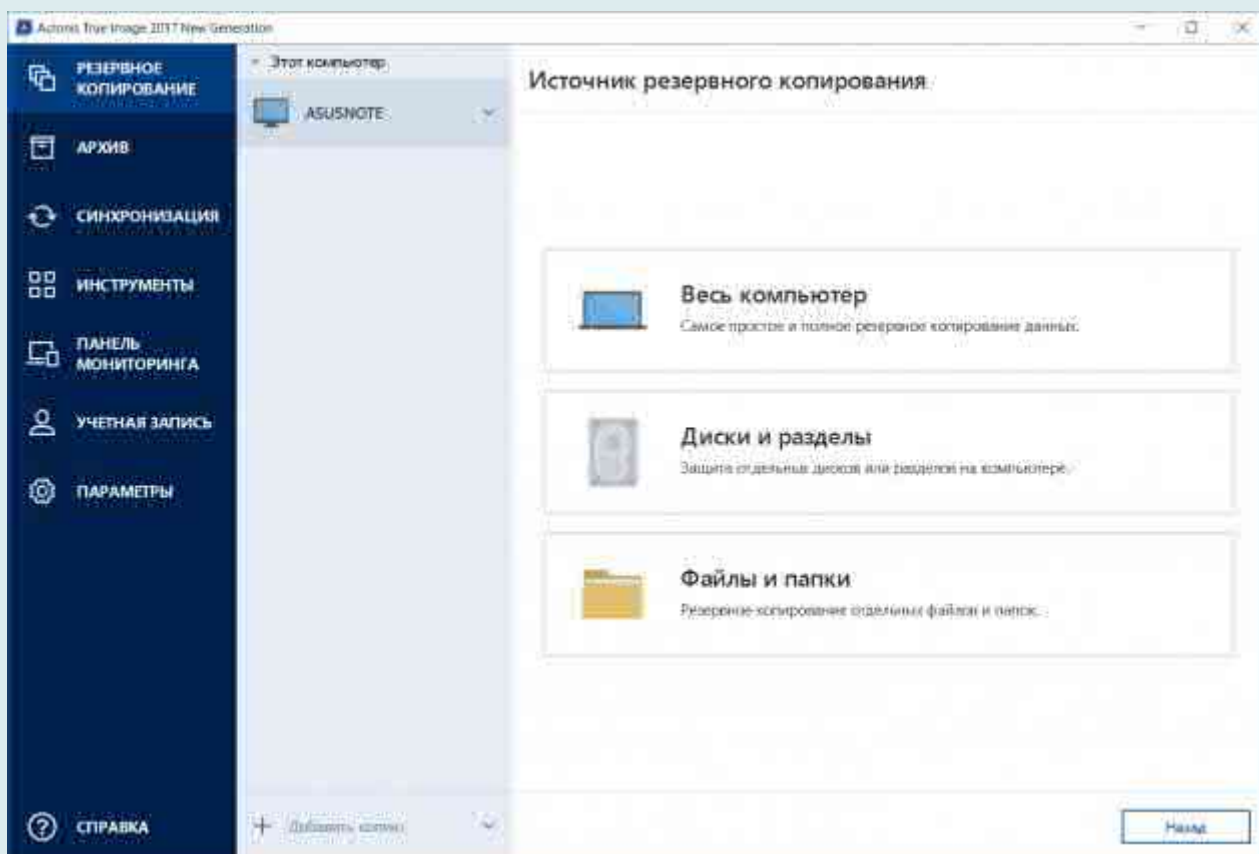 Acronis True Image 2017 New Generation
РЕЗЕРВНОЕ
КОПИРОВАНИЕ
АРХИВ
СИНХРОНИЗАЦИЯ
ИНСТРУМЕНТЫ
ПАНЕЛЬ
МОНИТОРИНГА
УЧЕТНАЯ ЗАПИСЬ
ПАРАМЕТРЫ
СПРАВКА
Этот компьютер
ASUSNOTE
Добавить копию
Источник резервного копирования
Весь компьютер
Самое простое и полное резервное копирование данных.
Диски и разделы
Защита отдельных дисков или разделов на компьютере.
Файлы и папки
Резервное копирование отдельных файлов и папок.
Назад